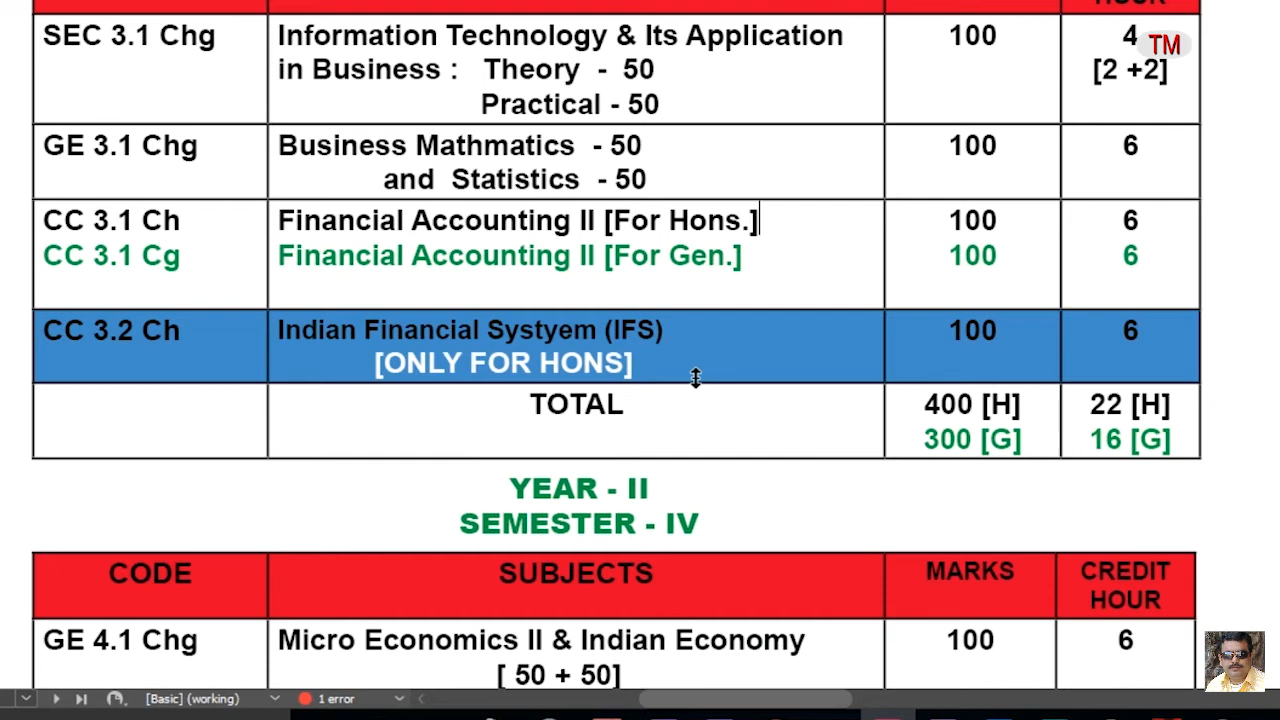 HOUR
SEC 3.1 Chg Information Technology & Its Application 100 4 TM
in Business : Theory - 50 [2 +2]
Practical - 50
GE 3.1 Chg Business Mathmatics - 50 100 6
and Statistics - 50
CC 3.1 Ch Financial Accounting II [For Hons.] 100 6
CC 3.1 Cg Financial Accounting II [For Gen.] 100 6
CC 3.2 Ch Indian Financial Systyem (IFS) 100 6
[ONLY FOR HONS]
TOTAL 400 [H] 22 [H]
300 [G] 16 [G]
YEAR - II
SEMESTER - IV
CODE SUBJECTS MARKS CREDIT
HOUR
GE 4.1 Chg Micro Economics II & Indian Economy 100 6
[ 50 + 50]
[Basic] (working) 1 error